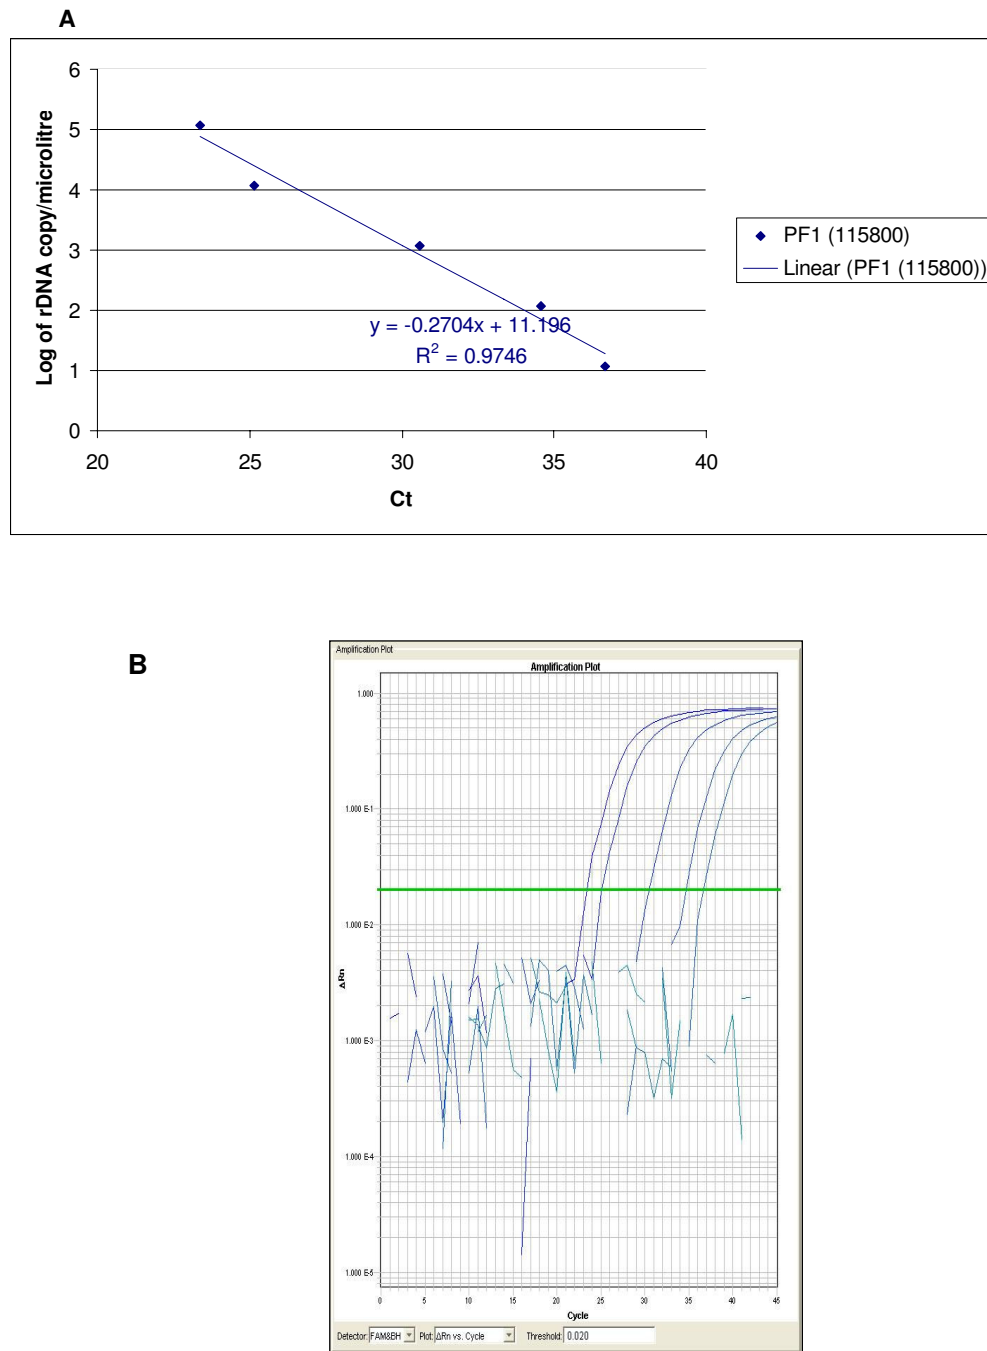 A
6
5
4
3
2
1
0
Log of rDNA copy/microlitre
y = -0.2704x + 11.196
R² = 0.9746
20 25 30 35 40
Ct
PF1 (115800)
Linear (PF1 (115800))
B
Amplification Plot
Amplification Plot
1.000
1.000 E-1
1.000 E-2
1.000 E-3
1.000 E-4
1.000 E-5
ΔRn
0 5 10 15 20 25 30 35 40 45
Cycle
Detector: FAM&BH Plot: ΔRn vs. Cycle Threshold: 0.020